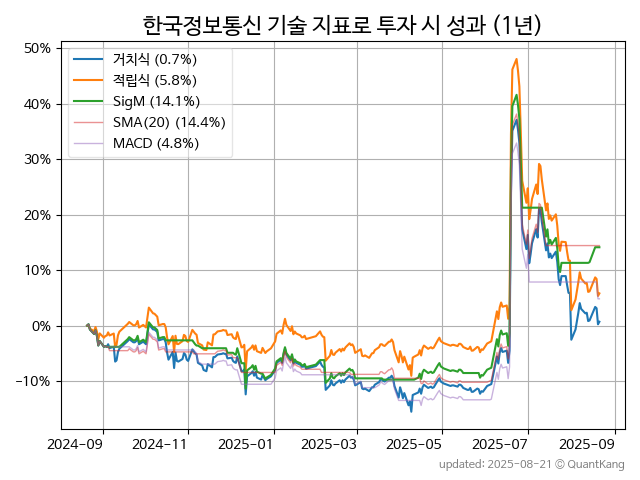 한국정보통신 기술 지표로 투자 시 성과 (1년)
거치식 (0.7%)
적립식 (5.8%)
SigM (14.1%)
SMA(20) (14.4%)
MACD (4.8%)
50%
40%
30%
20%
10%
0%
−10%
2024-09 2024-11 2025-01 2025-03 2025-05 2025-07 2025-09
updated: 2025-08-21 © QuantKang